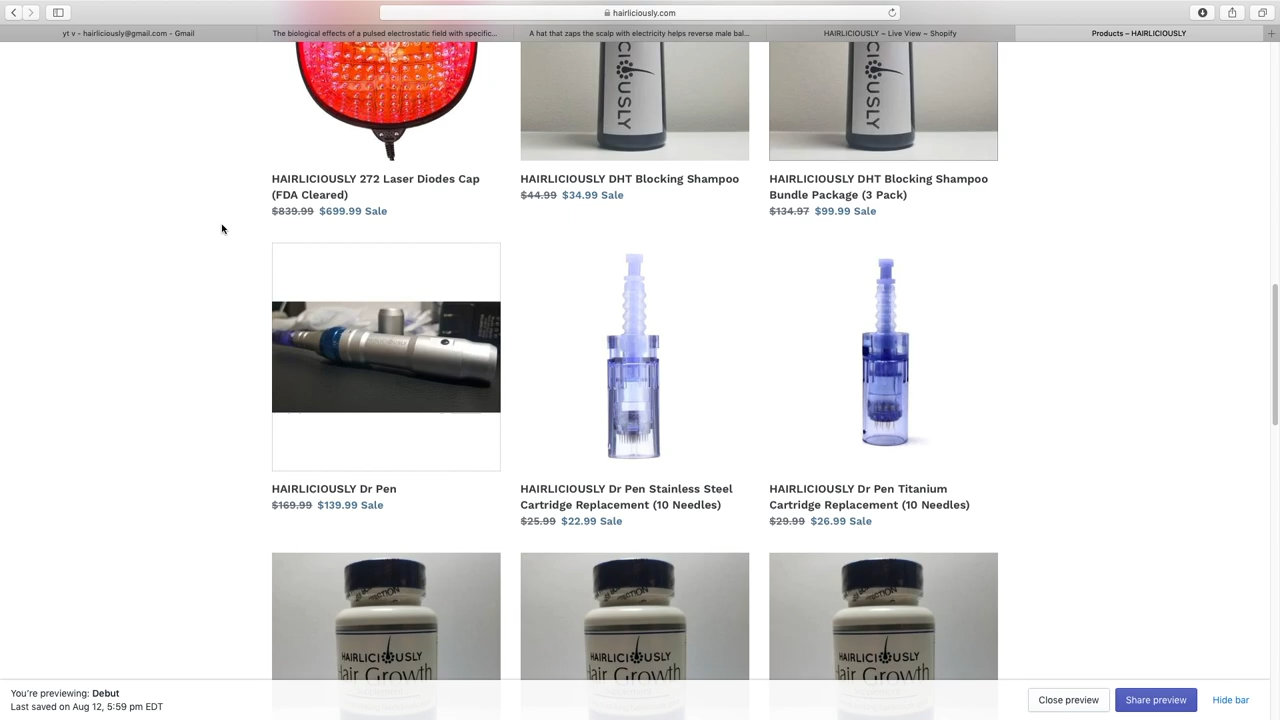 hairliciously.com
yt v - hairliciously@gmail.com - Gmail
The biological effects of a pulsed electrostatic field with specific...
A hat that zaps the scalp with electricity helps reverse male bal...
HAIRLICIOUSLY ~ Live View ~ Shopify
Products – HAIRLICIOUSLY
CIOUSLY
CIOUSLY
HAIRLICIOUSLY 272 Laser Diodes Cap
(FDA Cleared)
$839.99 $699.99 Sale
HAIRLICIOUSLY DHT Blocking Shampoo
$44.99 $34.99 Sale
HAIRLICIOUSLY DHT Blocking Shampoo
Bundle Package (3 Pack)
$134.97 $99.99 Sale
HAIRLICIOUSLY Dr Pen
$169.99 $139.99 Sale
HAIRLICIOUSLY Dr Pen Stainless Steel
Cartridge Replacement (10 Needles)
$25.99 $22.99 Sale
HAIRLICIOUSLY Dr Pen Titanium
Cartridge Replacement (10 Needles)
$29.99 $26.99 Sale
HAIRLICIOUSLY
Hair Growth
HAIRLICIOUSLY
Hair Growth
HAIRLICIOUSLY
Hair Growth
You're previewing: Debut
Last saved on Aug 12, 5:59 pm EDT
Close preview
Share preview
Hide bar